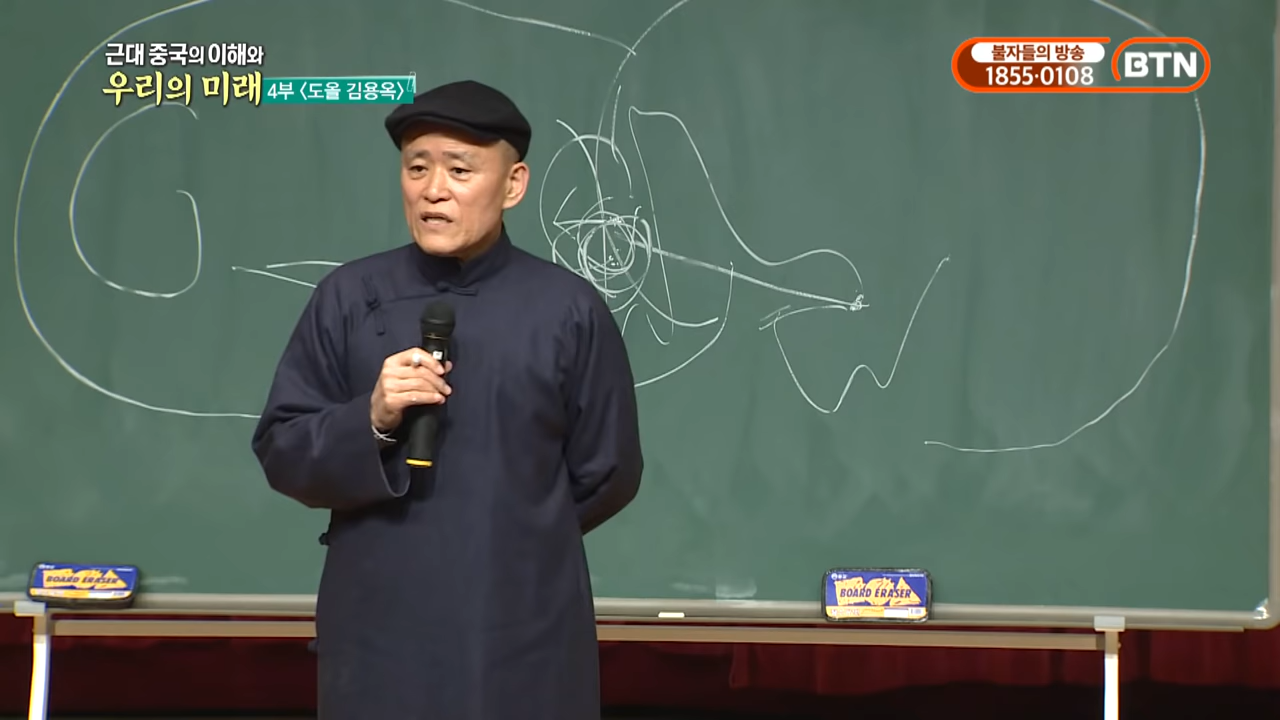 근대 중국의 이해와
우리의 미래 4부 〈도올 김용옥〉
불자들의 방송
1855·0108
BTN
BOARD ERASER
BOARD ERASER